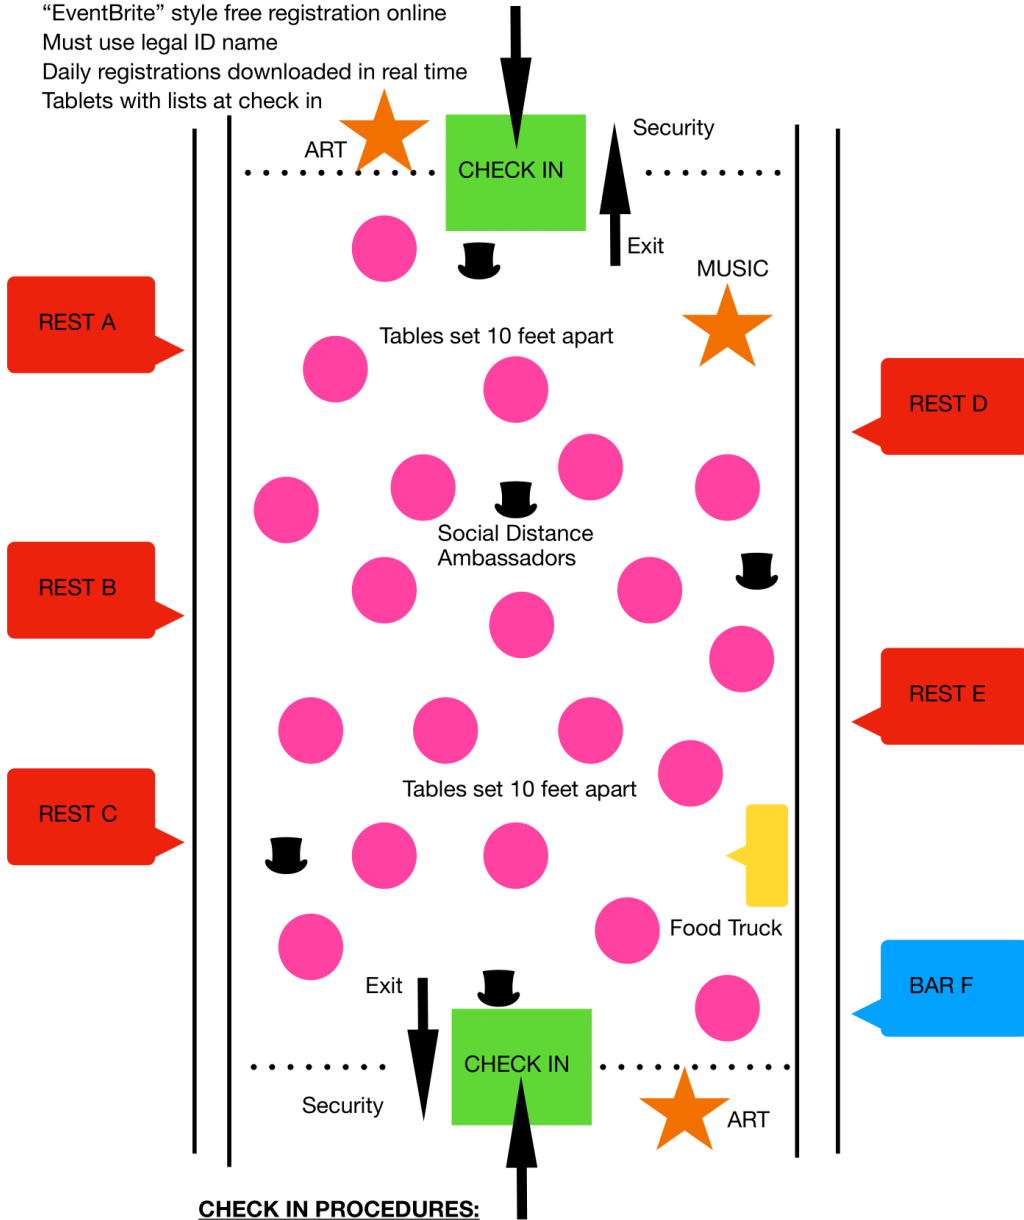 “EventBrite” style free registration online
Must use legal ID name
Daily registrations downloaded in real time
Tablets with lists at check in
ART
CHECK IN
Security
Exit
MUSIC
REST A
Tables set 10 feet apart
REST D
Social Distance
Ambassadors
REST B
REST E
Tables set 10 feet apart
REST C
Food Truck
Exit
BAR F
CHECK IN
Security
ART
CHECK IN PROCEDURES: